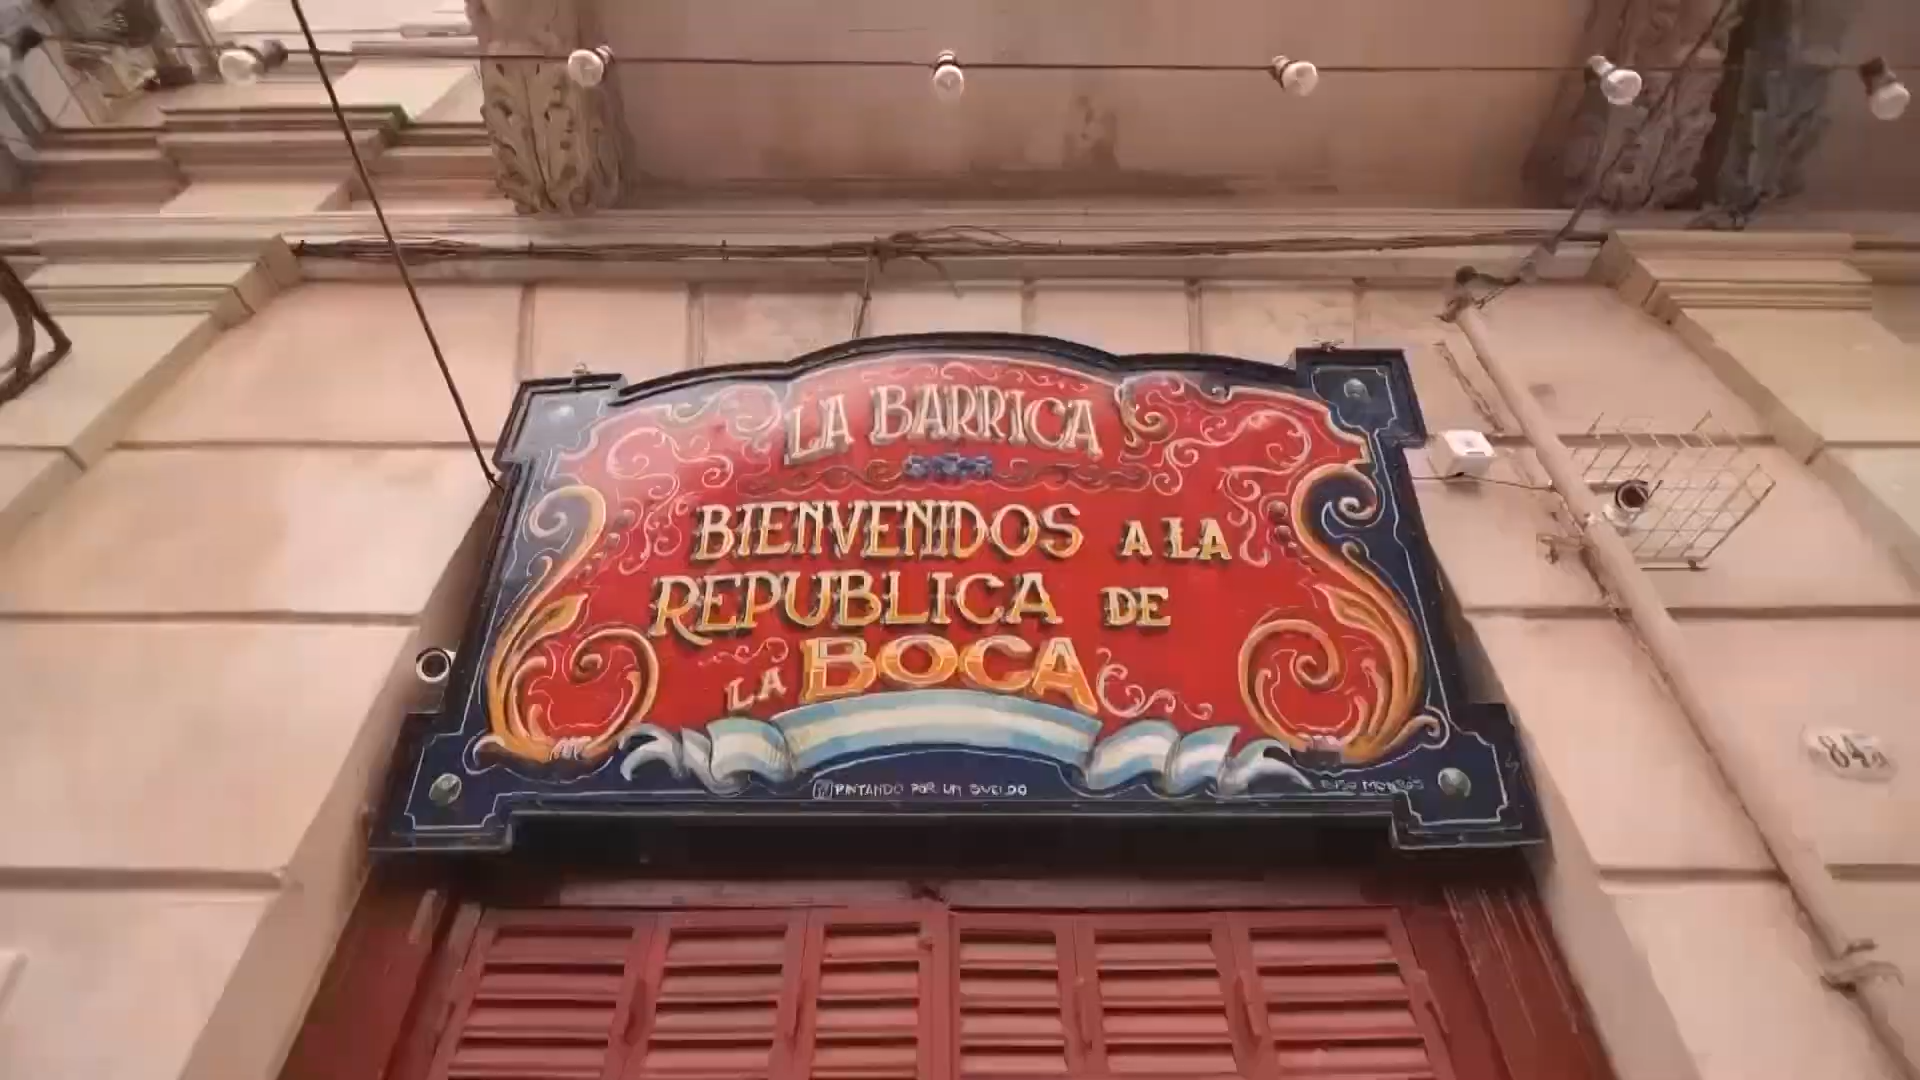 LA BARRICA
BIENVENIDOS A LA
REPUBLICA DE
LA BOCA
PINTANDO POR UN SUELDO